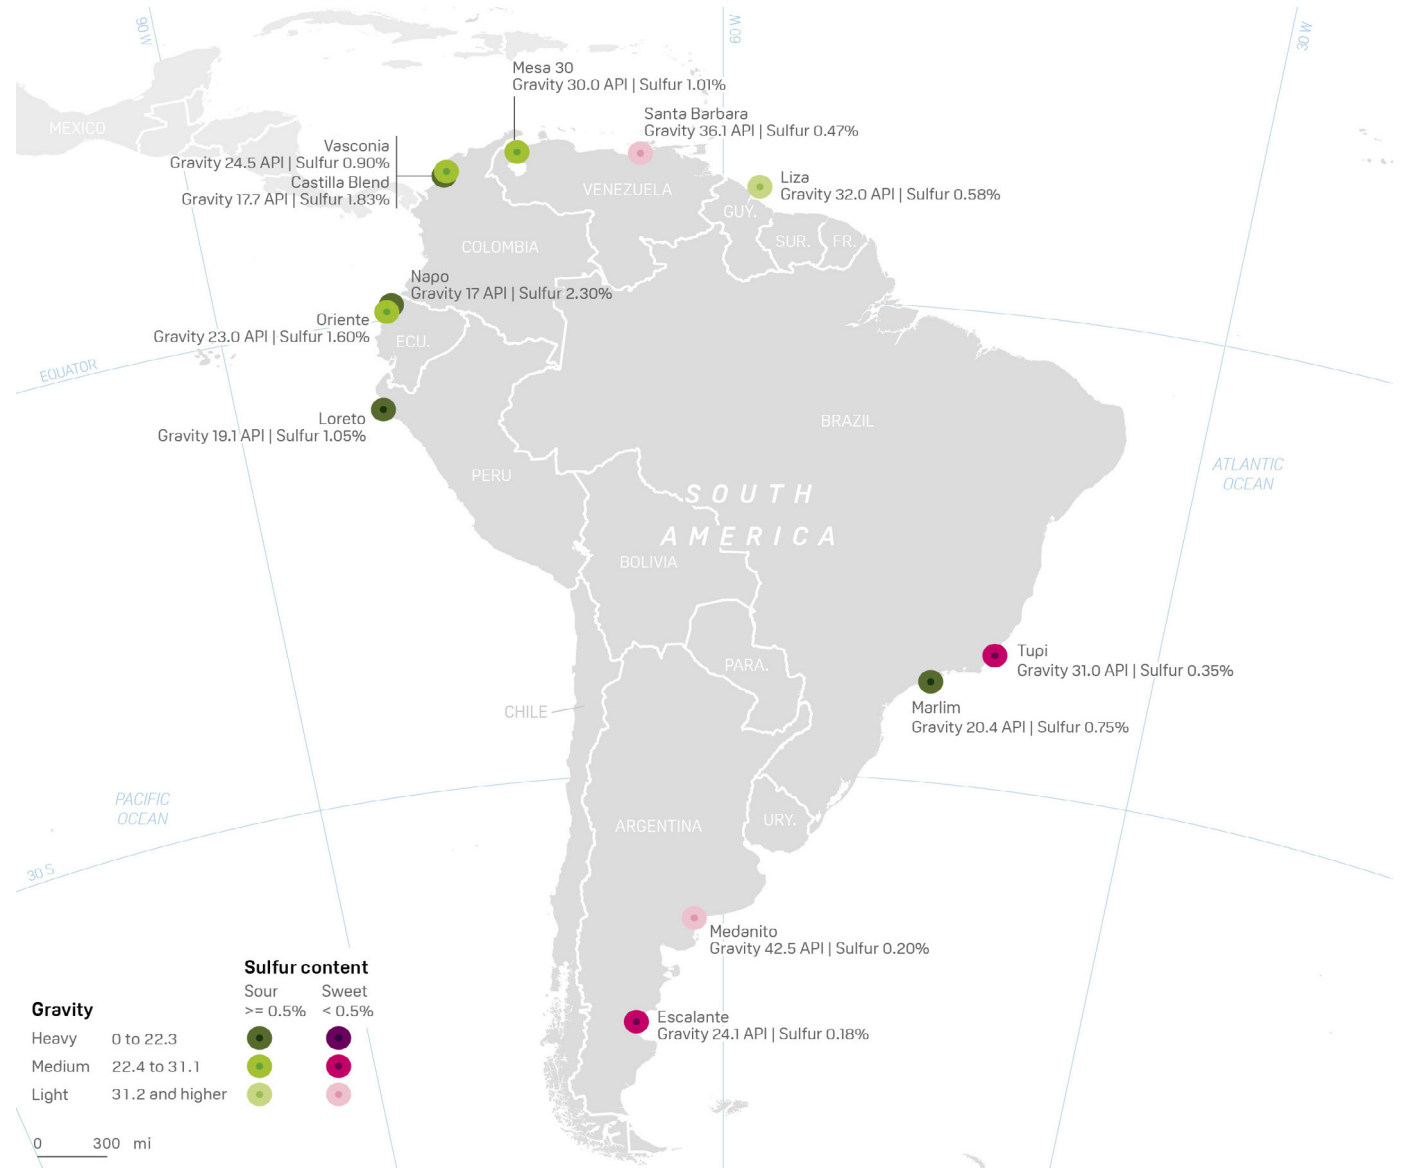 90 W
60 W
30 W
Mesa 30
Gravity 30.0 API | Sulfur 1.01%
Santa Barbara
Gravity 36.1 API | Sulfur 0.47%
MEXICO
Vasconia
Gravity 24.5 API | Sulfur 0.90%
Castilla Blend
Gravity 17.7 API | Sulfur 1.83%
VENEZUELA
Liza
Gravity 32.0 API | Sulfur 0.58%
GUY.
SUR.
FR.
COLOMBIA
Napo
Gravity 17 API | Sulfur 2.30%
Oriente
Gravity 23.0 API | Sulfur 1.60%
ECU.
EQUATOR
Loreto
Gravity 19.1 API | Sulfur 1.05%
BRAZIL
PERU
ATLANTIC
OCEAN
SOUTH
AMERICA
BOLIVIA
Tupi
Gravity 31.0 API | Sulfur 0.35%
PARA.
Marlim
Gravity 20.4 API | Sulfur 0.75%
CHILE
PACIFIC
OCEAN
ARGENTINA
URY.
30 S
Medanito
Gravity 42.5 API | Sulfur 0.20%
Escalante
Gravity 24.1 API | Sulfur 0.18%
Sulfur content
Sour Sweet
>= 0.5% < 0.5%
Gravity
Heavy 0 to 22.3
Medium 22.4 to 31.1
Light 31.2 and higher
0 300 mi